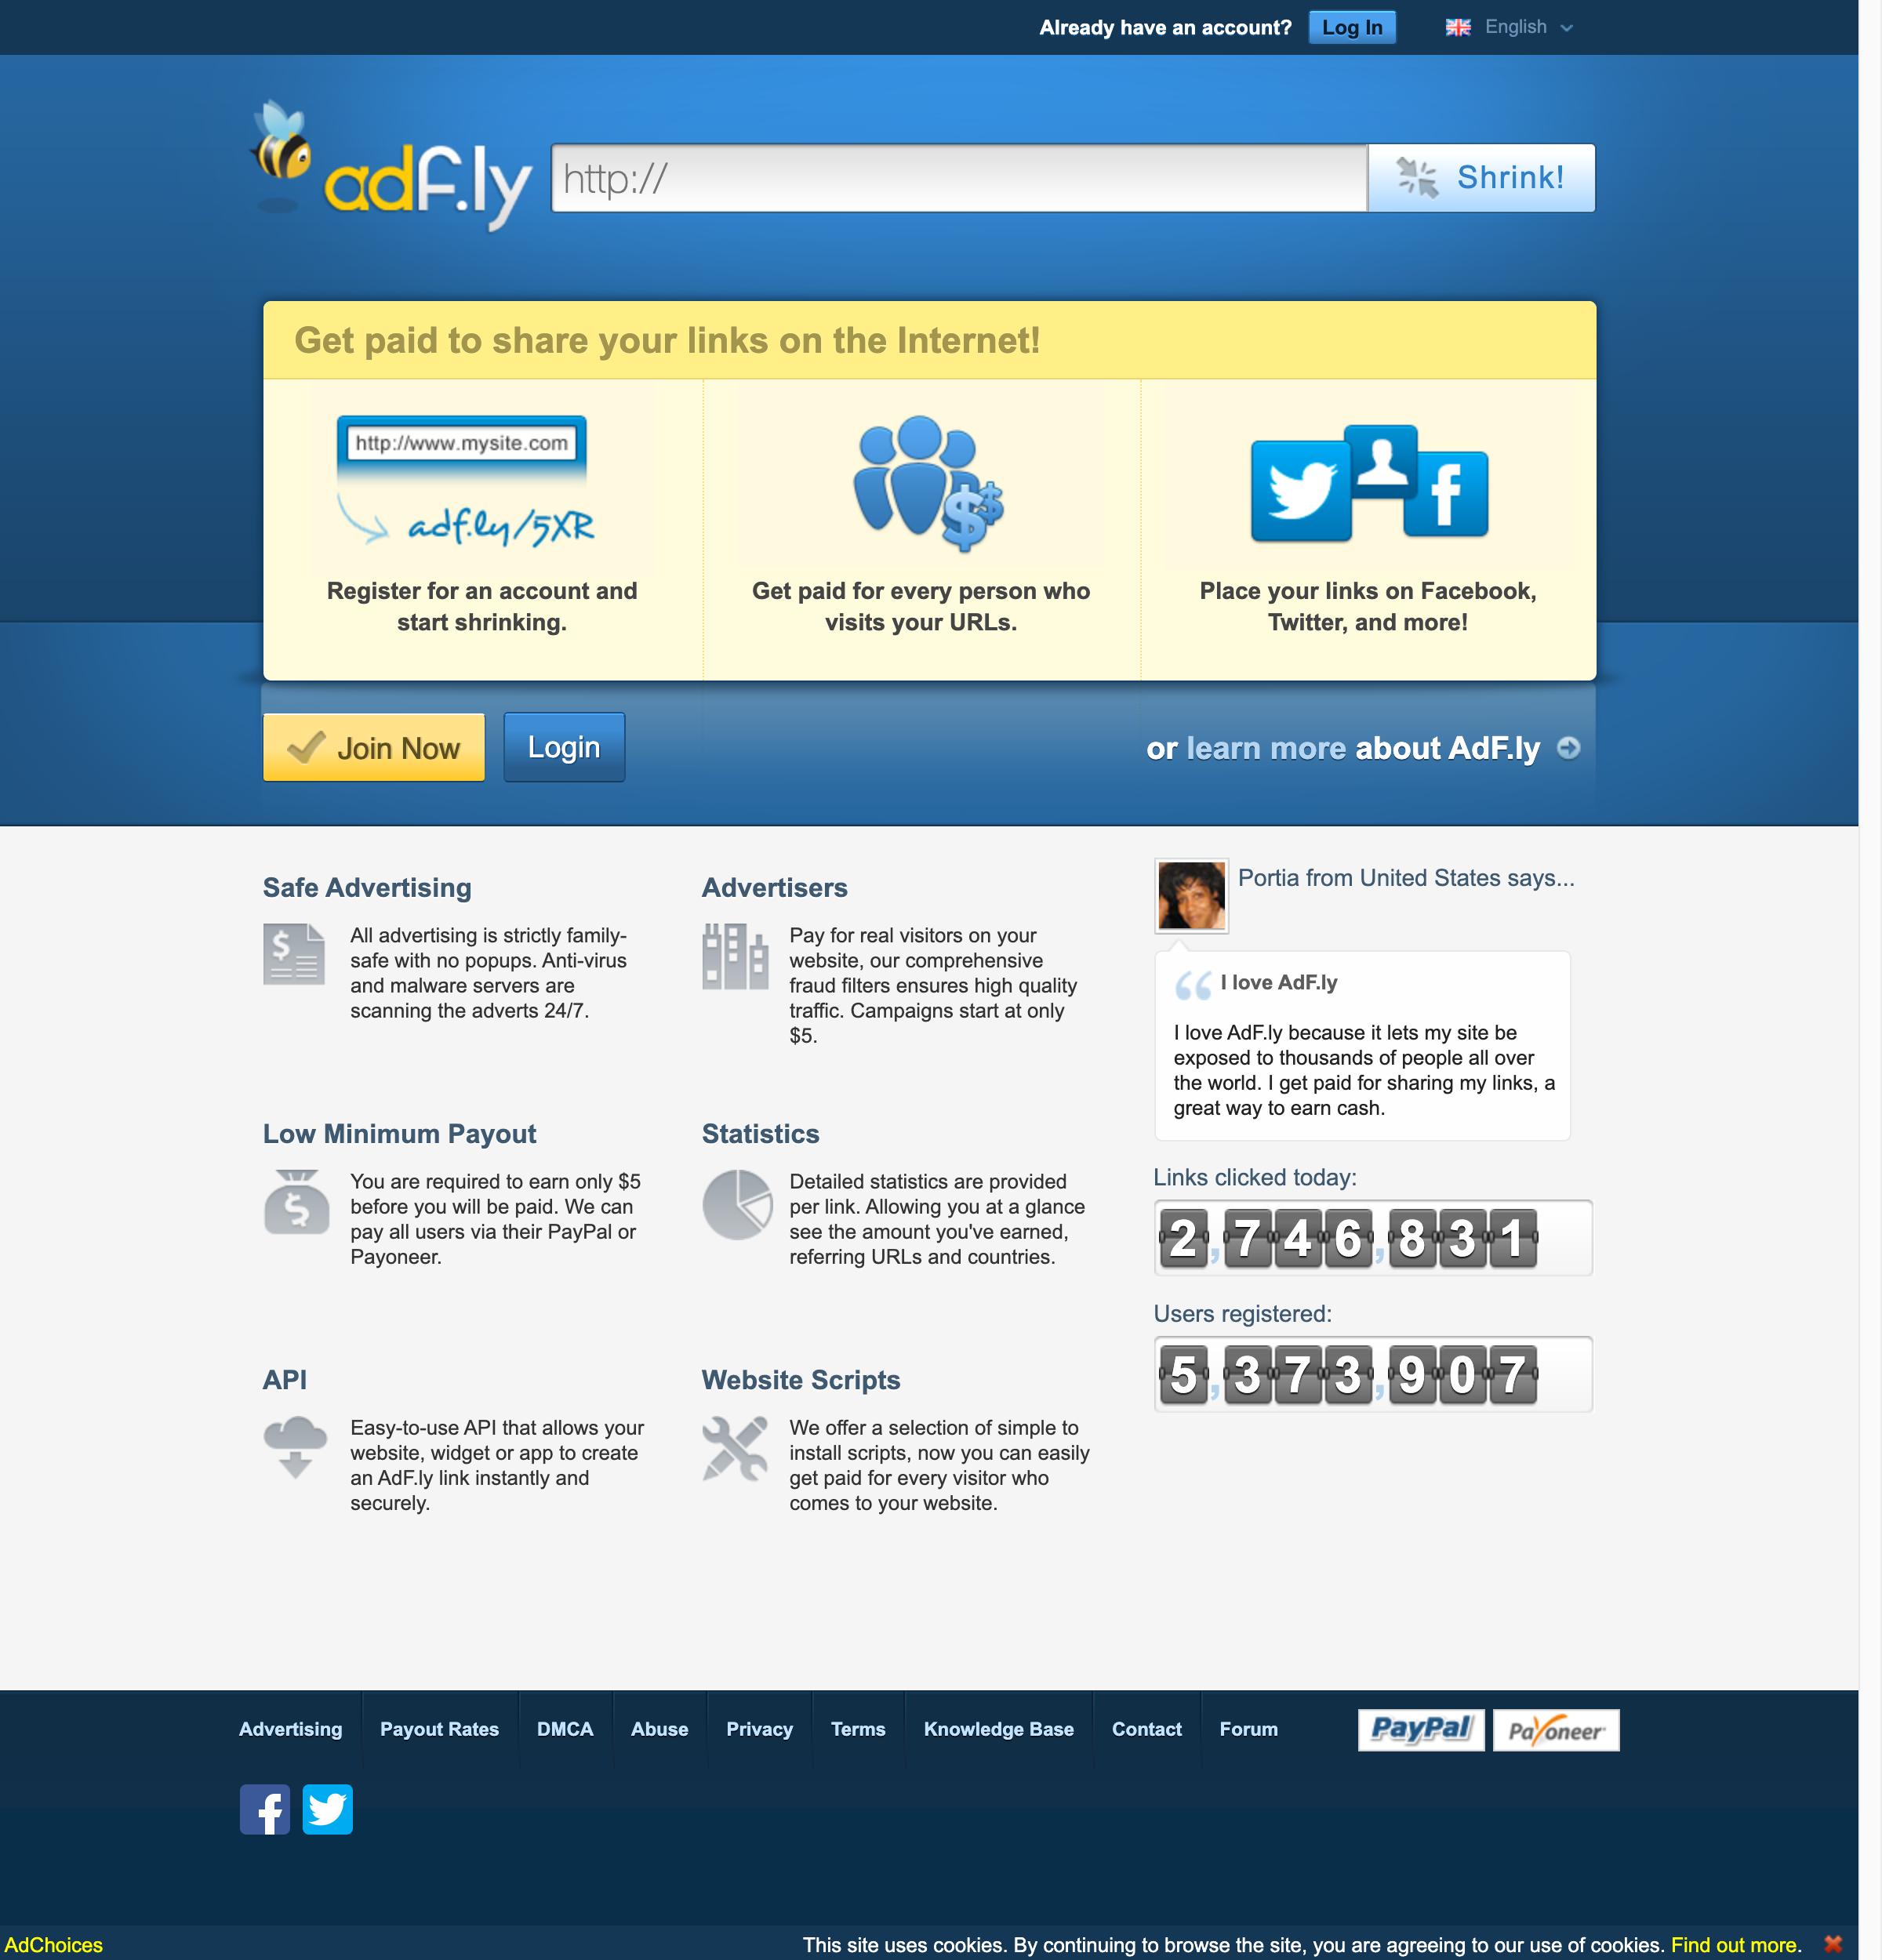 Already have an account?
Log In
English
adf.ly
http://
Shrink!
Get paid to share your links on the Internet!
http://www.mysite.com
adf.ly/5XR
Register for an account and
start shrinking.
Get paid for every person who
visits your URLs.
Place your links on Facebook,
Twitter, and more!
Join Now
Login
or learn more about AdF.ly
Safe Advertising
All advertising is strictly family-
safe with no popups. Anti-virus
and malware servers are
scanning the adverts 24/7.
Advertisers
Pay for real visitors on your
website, our comprehensive
fraud filters ensures high quality
traffic. Campaigns start at only
$5.
Low Minimum Payout
You are required to earn only $5
before you will be paid. We can
pay all users via their PayPal or
Payoneer.
Statistics
Detailed statistics are provided
per link. Allowing you at a glance
see the amount you've earned,
referring URLs and countries.
API
Easy-to-use API that allows your
website, widget or app to create
an AdF.ly link instantly and
securely.
Website Scripts
We offer a selection of simple to
install scripts, now you can easily
get paid for every visitor who
comes to your website.
Portia from United States says...
I love AdF.ly
I love AdF.ly because it lets my site be
exposed to thousands of people all over
the world. I get paid for sharing my links, a
great way to earn cash.
Links clicked today:
2,746,831
Users registered:
5,373,907
Advertising
Payout Rates
DMCA
Abuse
Privacy
Terms
Knowledge Base
Contact
Forum
PayPal
Payoneer
AdChoices
This site uses cookies. By continuing to browse the site, you are agreeing to our use of cookies. Find out more.